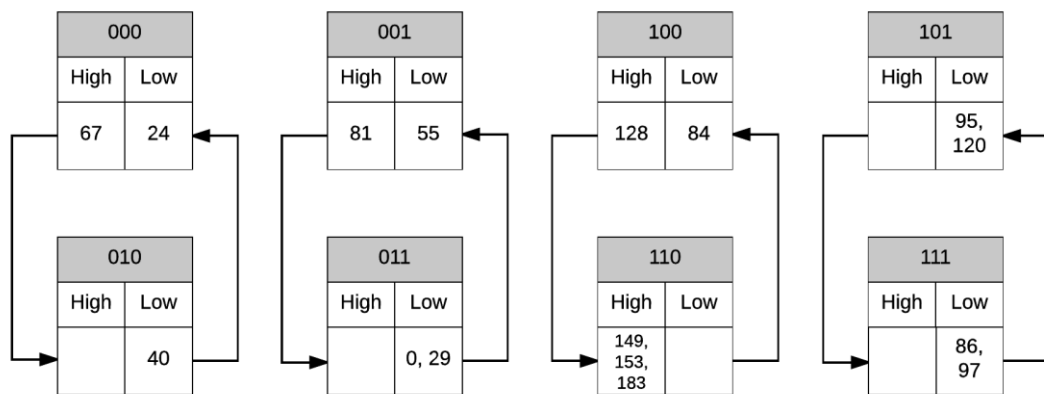 000
High Low
67 24
001
High Low
81 55
100
High Low
128 84
101
High Low
95,
120
010
High Low
40
011
High Low
0, 29
110
High Low
149,
153,
183
111
High Low
86,
97